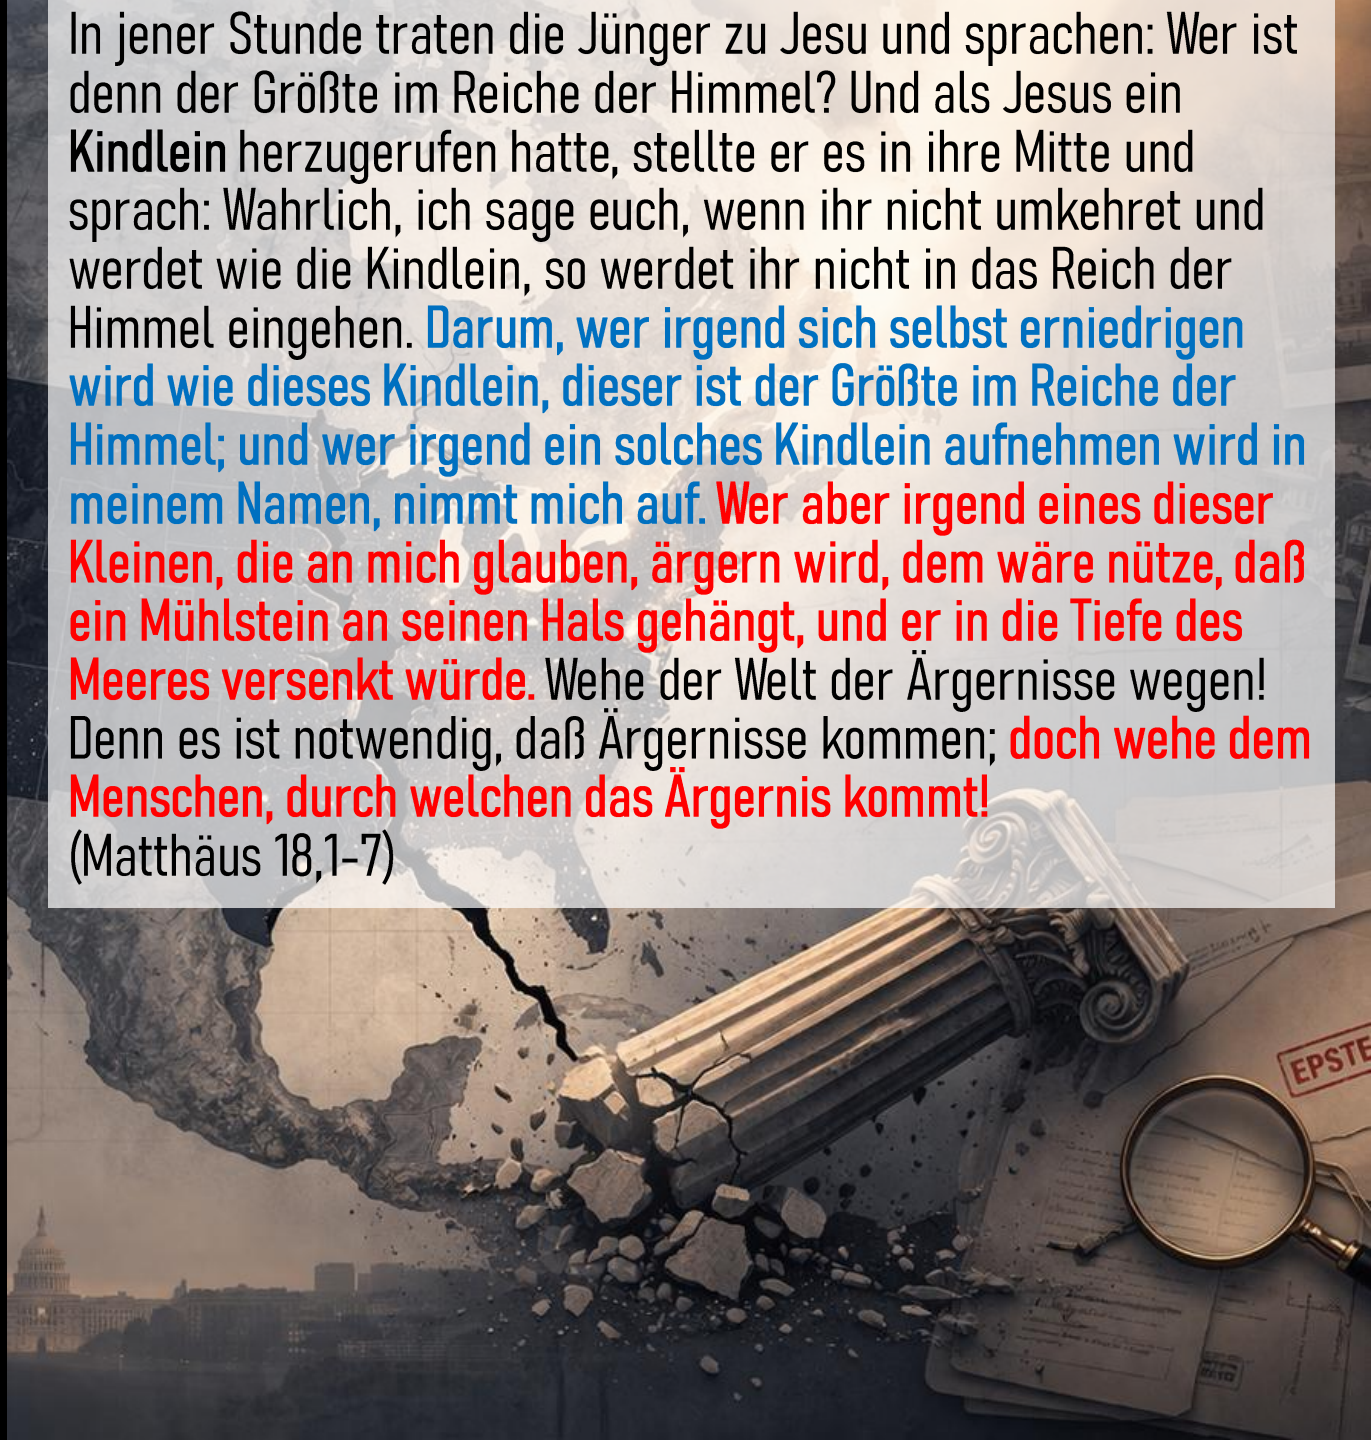 In jener Stunde traten die Jünger zu Jesu und sprachen: Wer ist
denn der Größte im Reiche der Himmel? Und als Jesus ein
Kindlein herzugerufen hatte, stellte er es in ihre Mitte und
sprach: Wahrlich, ich sage euch, wenn ihr nicht umkehret und
werdet wie die Kindlein, so werdet ihr nicht in das Reich der
Himmel eingehen. Darum, wer irgend sich selbst erniedrigen
wird wie dieses Kindlein, dieser ist der Größte im Reiche der
Himmel; und wer irgend ein solches Kindlein aufnehmen wird in
meinem Namen, nimmt mich auf. Wer aber irgend eines dieser
Kleinen, die an mich glauben, ärgern wird, dem wäre nütze, daß
ein Mühlstein an seinen Hals gehängt, und er in die Tiefe des
Meeres versenkt würde. Wehe der Welt der Ärgernisse wegen!
Denn es ist notwendig, daß Ärgernisse kommen; doch wehe dem
Menschen, durch welchen das Ärgernis kommt!
(Matthäus 18,1-7)
EPSTE